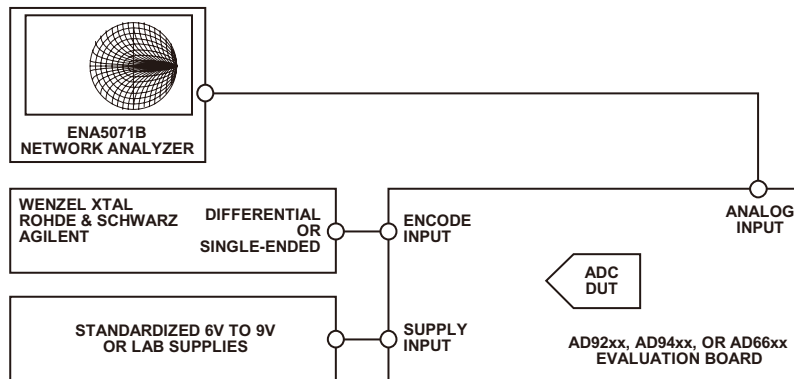 ENA5071B
NETWORK ANALYZER
WENZEL XTAL
ROHDE & SCHWARZ
AGILENT
DIFFERENTIAL
OR
SINGLE-ENDED
ENCODE
INPUT
ANALOG
INPUT
ADC
DUT
STANDARDIZED 6V TO 9V
OR LAB SUPPLIES
SUPPLY
INPUT
AD92xx, AD94xx, OR AD66xx
EVALUATION BOARD